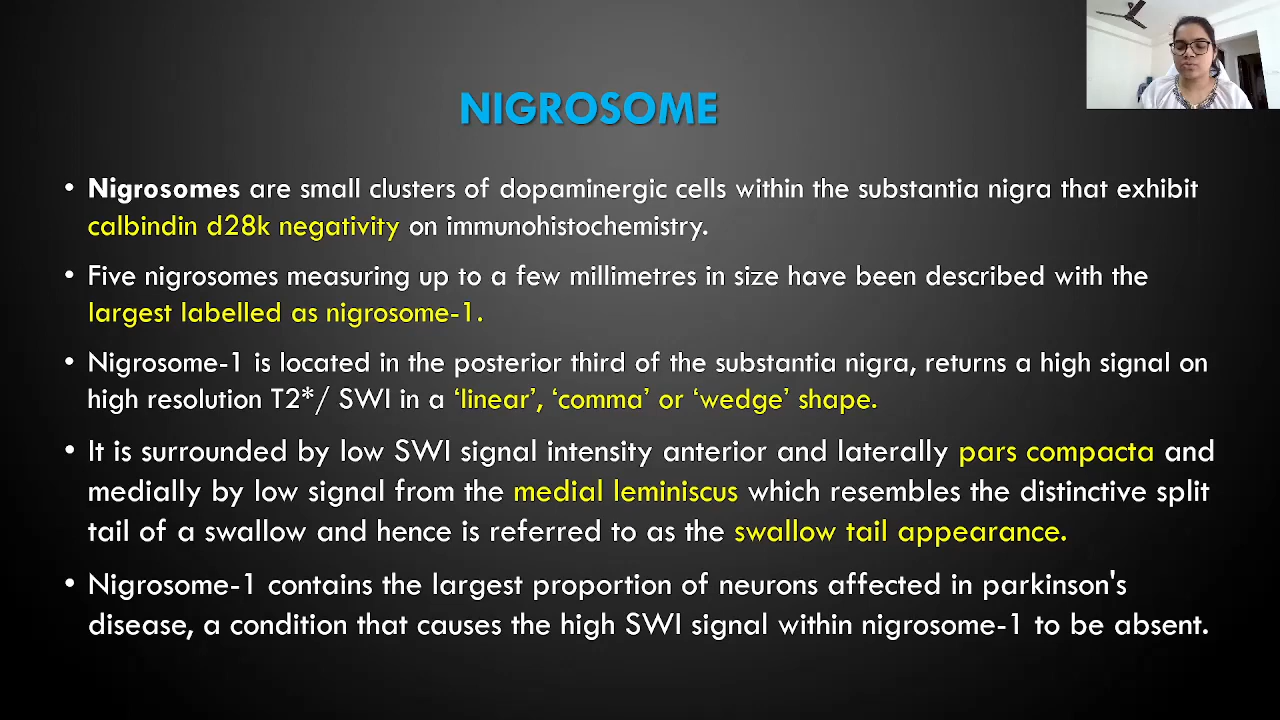 NIGROSOME
• Nigrosomes are small clusters of dopaminergic cells within the substantia nigra that exhibit
calbindin d28k negativity on immunohistochemistry.
• Five nigrosomes measuring up to a few millimetres in size have been described with the
largest labelled as nigrosome-1.
• Nigrosome-1 is located in the posterior third of the substantia nigra, returns a high signal on
high resolution T2*/ SWI in a ‘linear’, ‘comma’ or ‘wedge’ shape.
• It is surrounded by low SWI signal intensity anterior and laterally pars compacta and
medially by low signal from the medial leminiscus which resembles the distinctive split
tail of a swallow and hence is referred to as the swallow tail appearance.
• Nigrosome-1 contains the largest proportion of neurons affected in parkinson's
disease, a condition that causes the high SWI signal within nigrosome-1 to be absent.